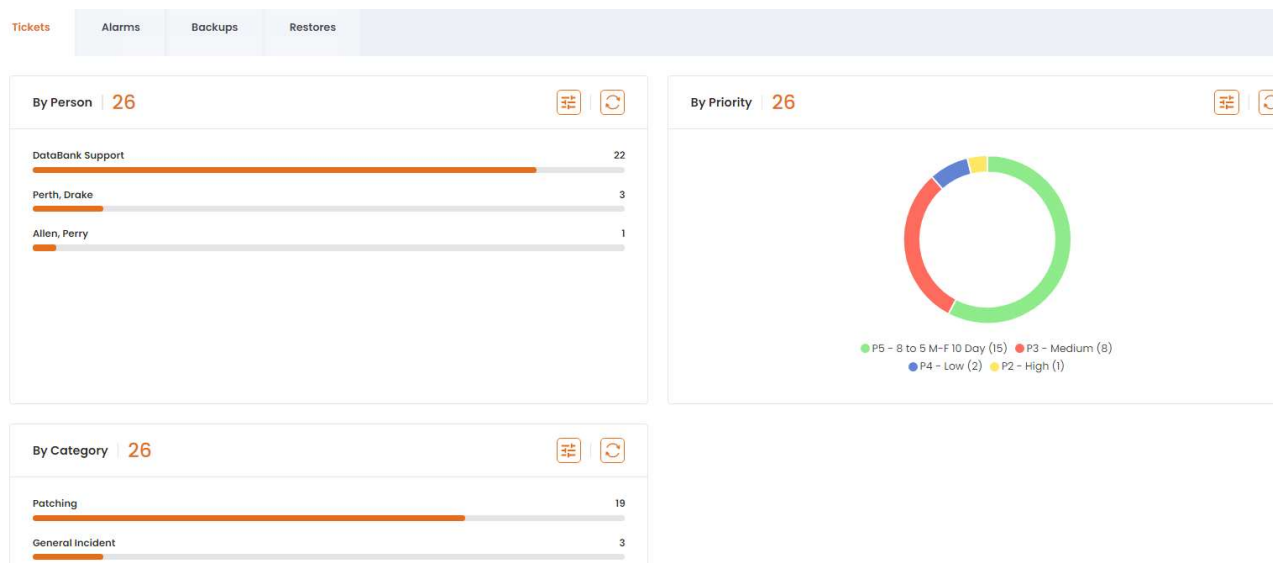 Tickets Alarms Backups Restores
By Person 26
DataBank Support 22
Perth, Drake 3
Allen, Perry 1
By Priority 26
P5 - 8 to 5 M-F 10 Day (15) P3 - Medium (8)
P4 - Low (2) P2 - High (1)
By Category 26
Patching 19
General Incident 3